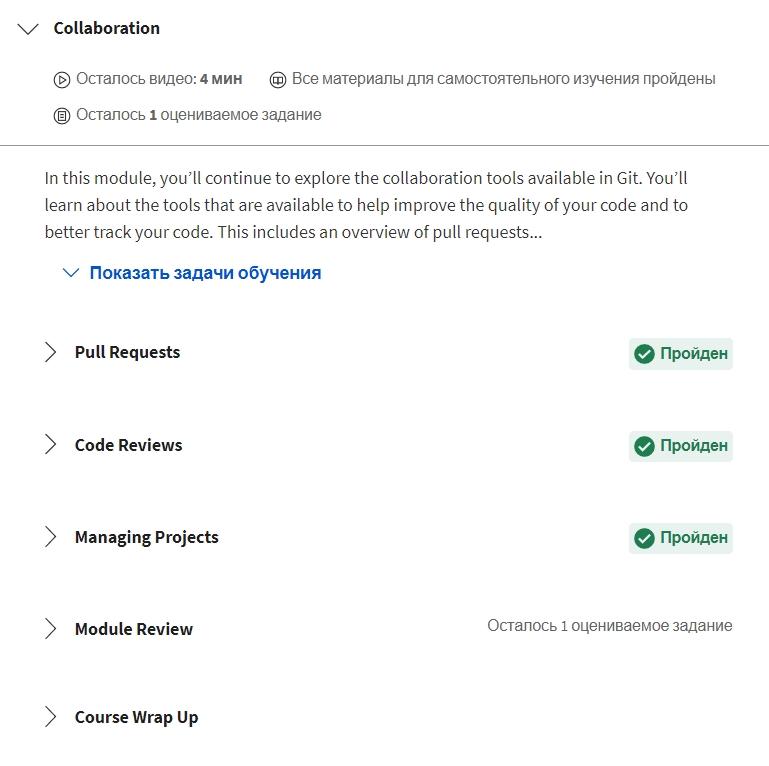 Collaboration
Осталось видео: 4 мин Все материалы для самостоятельного изучения пройдены
Осталось 1 оцениваемое задание
In this module, you’ll continue to explore the collaboration tools available in Git. You’ll
learn about the tools that are available to help improve the quality of your code and to
better track your code. This includes an overview of pull requests...
Показать задачи обучения
Pull Requests Пройден
Code Reviews Пройден
Managing Projects Пройден
Module Review Осталось 1 оцениваемое задание
Course Wrap Up